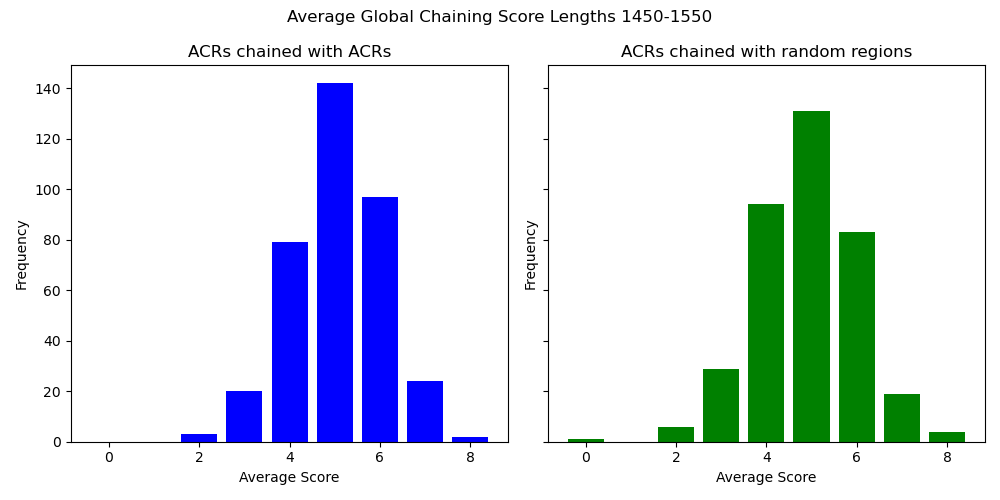 Average Global Chaining Score Lengths 1450-1550
ACRs chained with ACRs
ACRs chained with random regions
140
120
100
80
60
40
20
0
Frequency
Frequency
0 2 4 6 8
0 2 4 6 8
Average Score
Average Score